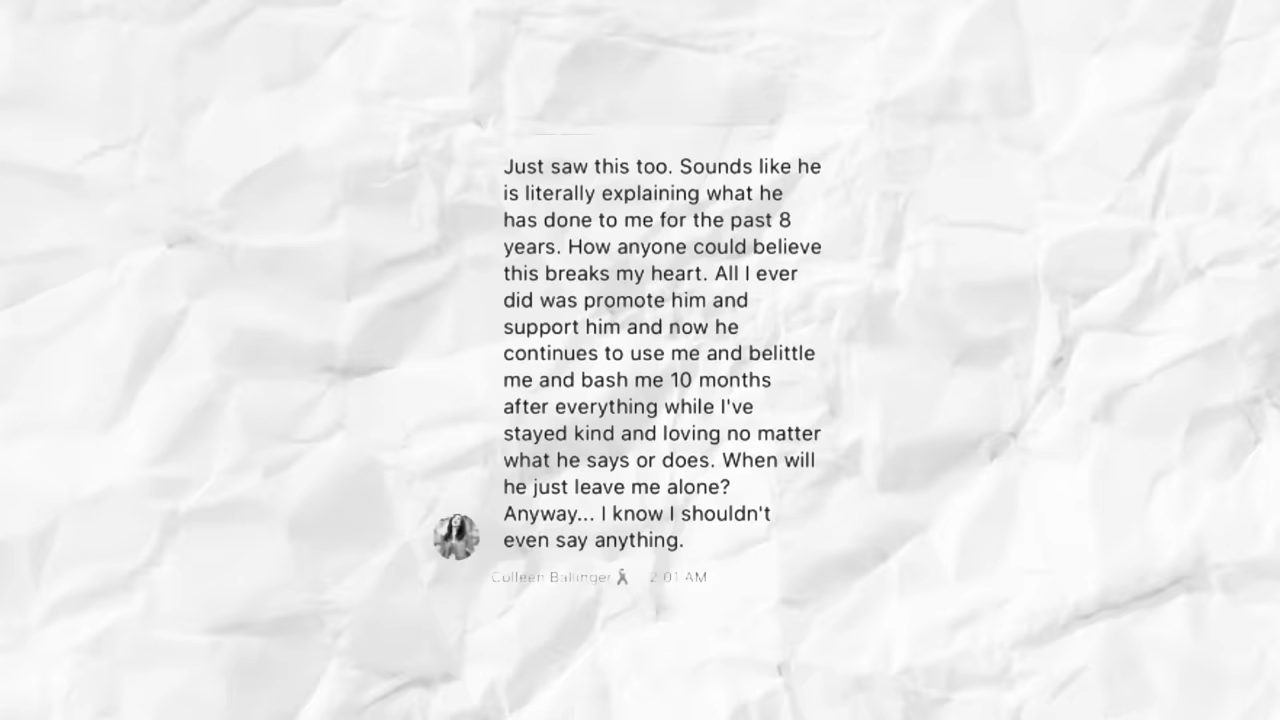 Just saw this too. Sounds like he
is literally explaining what he
has done to me for the past 8
years. How anyone could believe
this breaks my heart. All I ever
did was promote him and
support him and now he
continues to use me and belittle
me and bash me 10 months
after everything while I've
stayed kind and loving no matter
what he says or does. When will
he just leave me alone?
Anyway... I know I shouldn't
even say anything.
Colleen Ballinger 2:01 AM